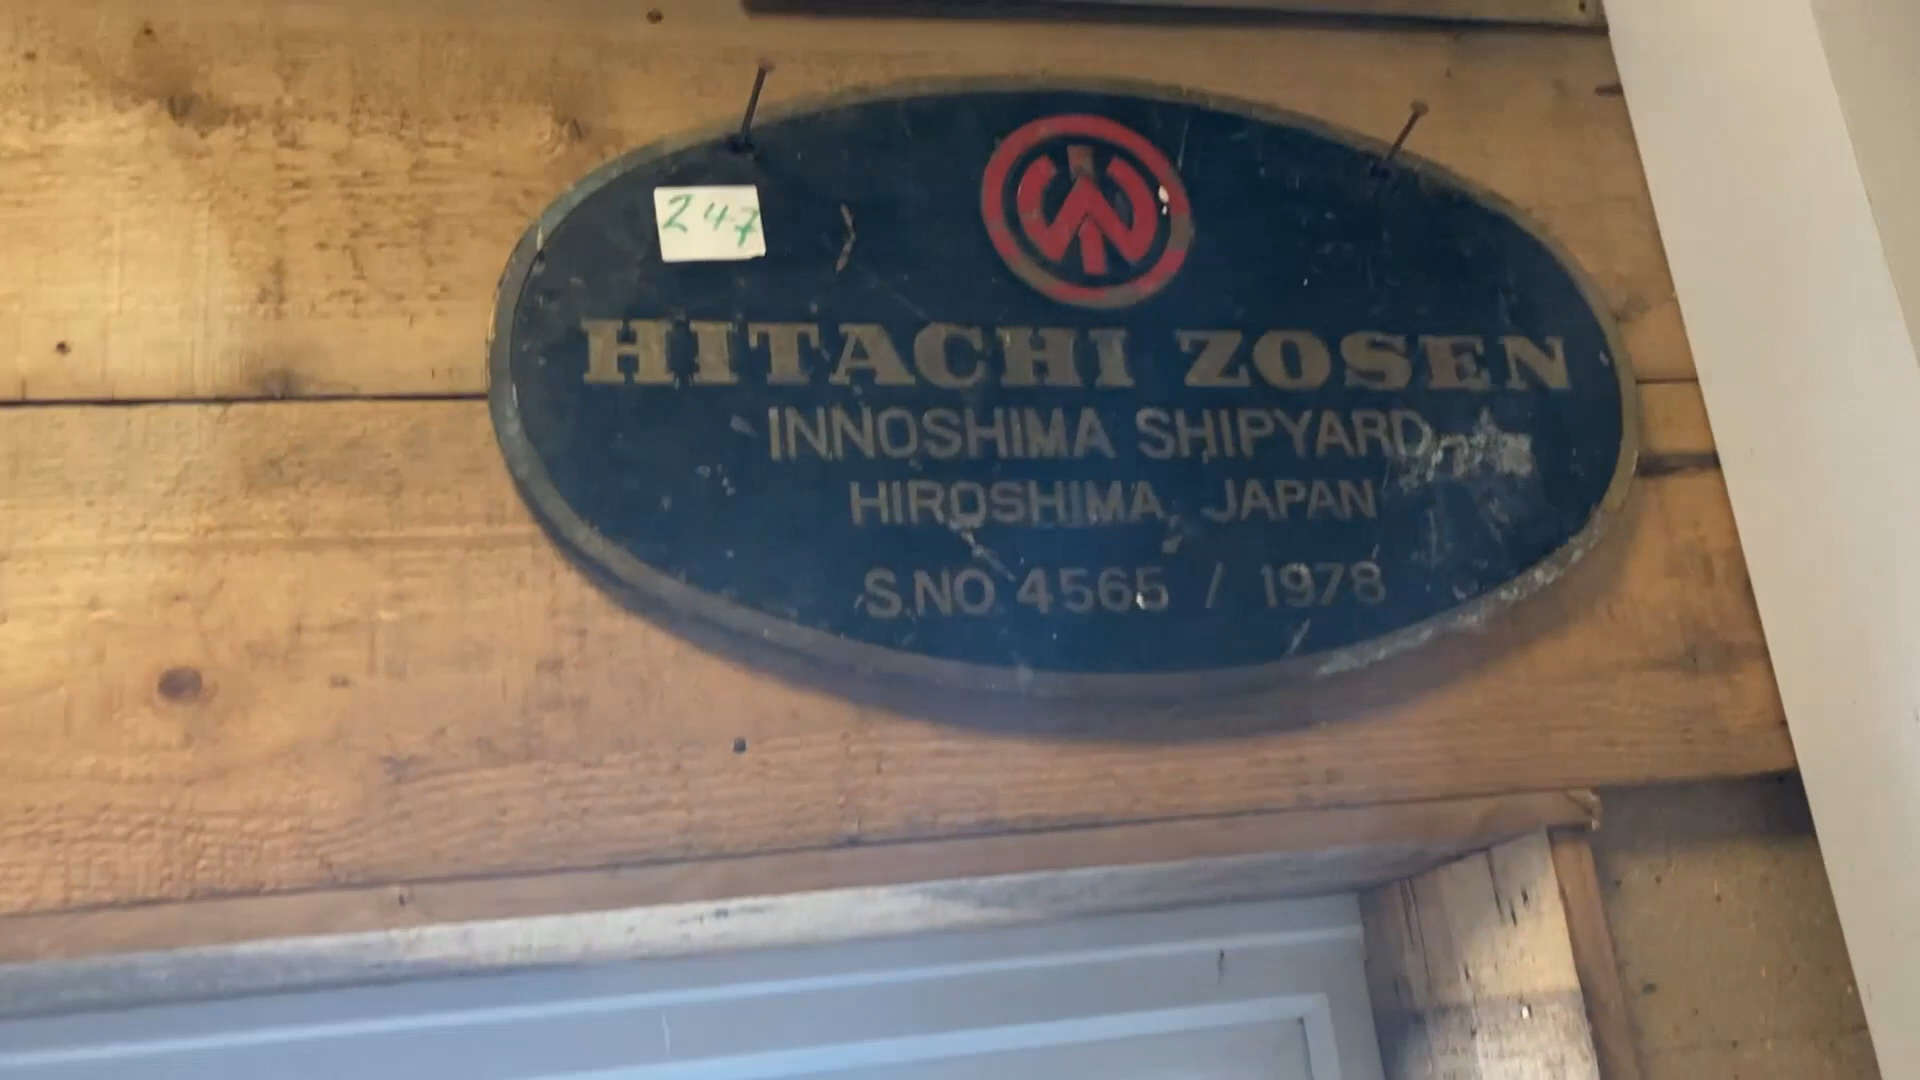 247
HITACHI ZOSEN
INNOSHIMA SHIPYARD
HIROSHIMA, JAPAN
S.NO 4565 / 1978